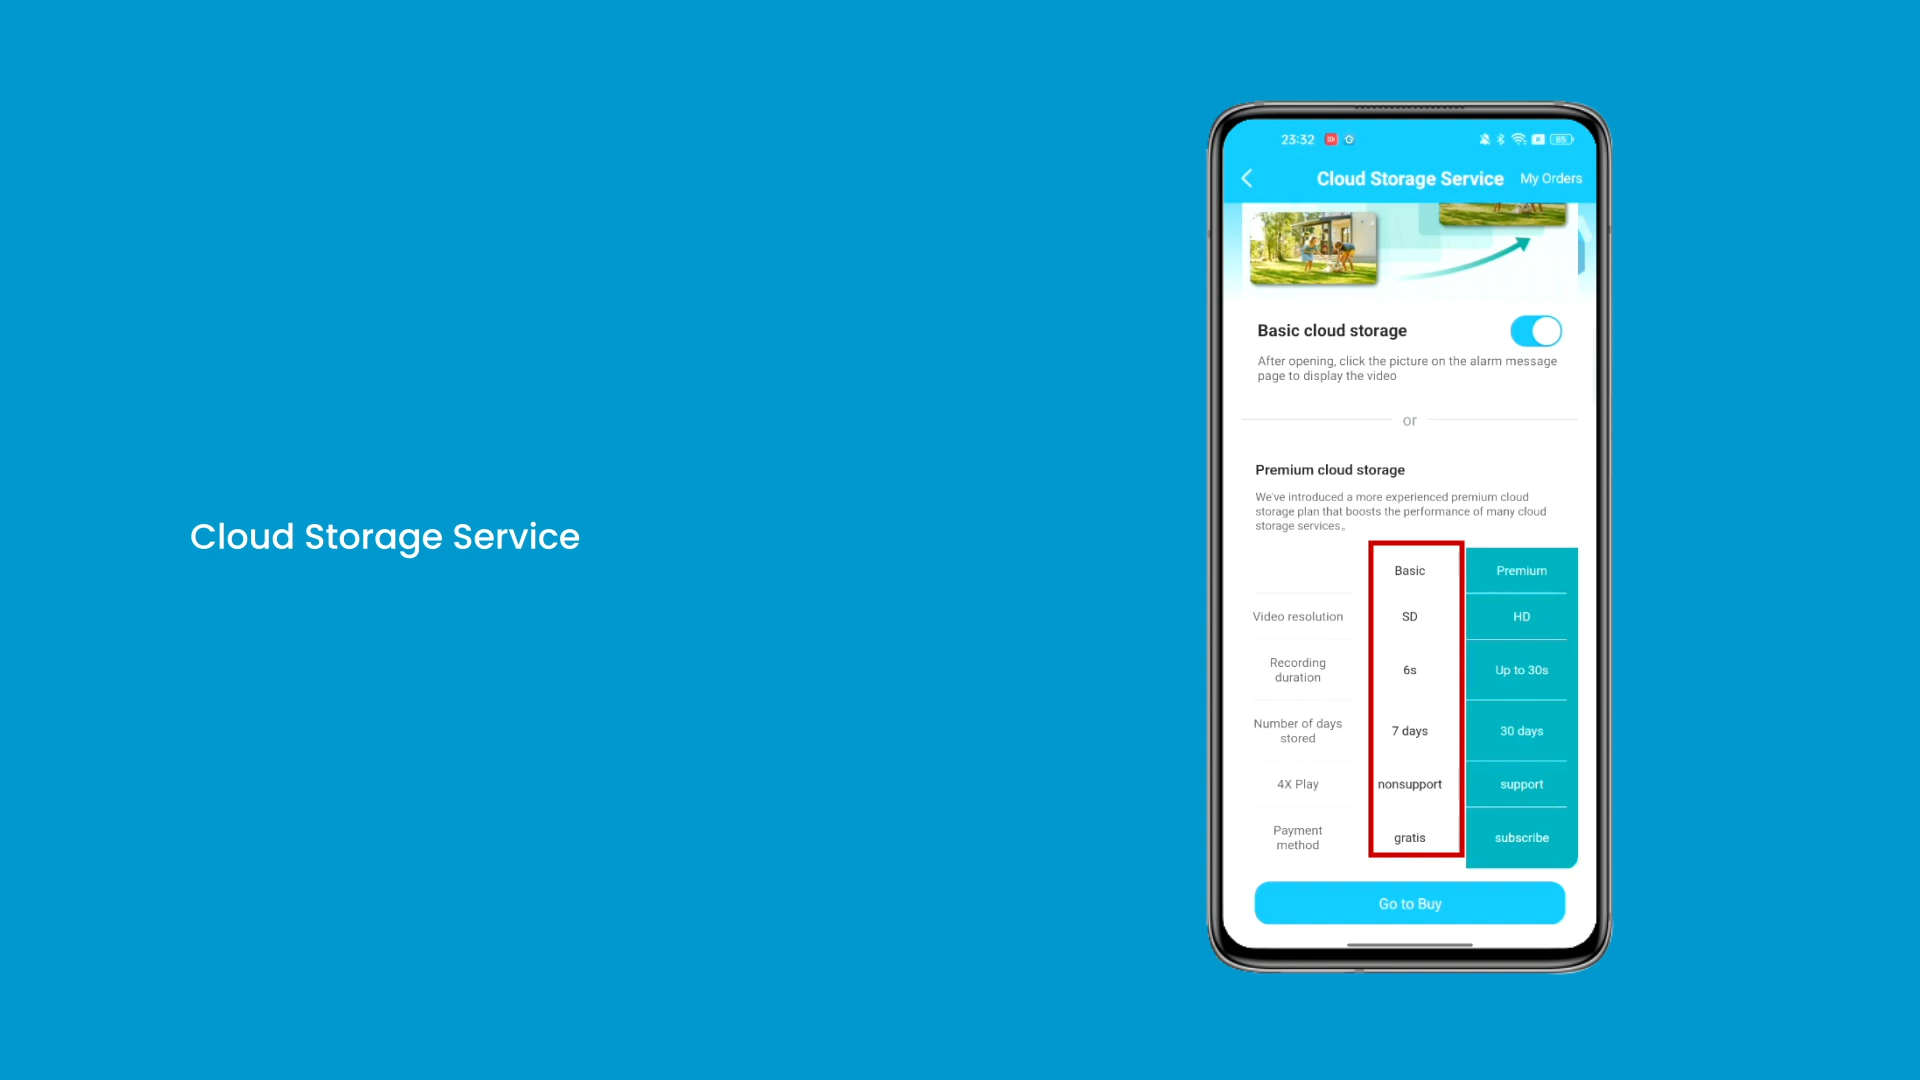 Cloud Storage Service
23:32
85
Cloud Storage Service
My Orders
Basic cloud storage
After opening, click the picture on the alarm message
page to display the video
or
Premium cloud storage
We've introduced a more experienced premium cloud
storage plan that boosts the performance of many cloud
storage services。
Basic Premium
Video resolution SD HD
Recording
duration 6s Up to 30s
Number of days
stored 7 days 30 days
4X Play nonsupport support
Payment
method gratis subscribe
Go to Buy